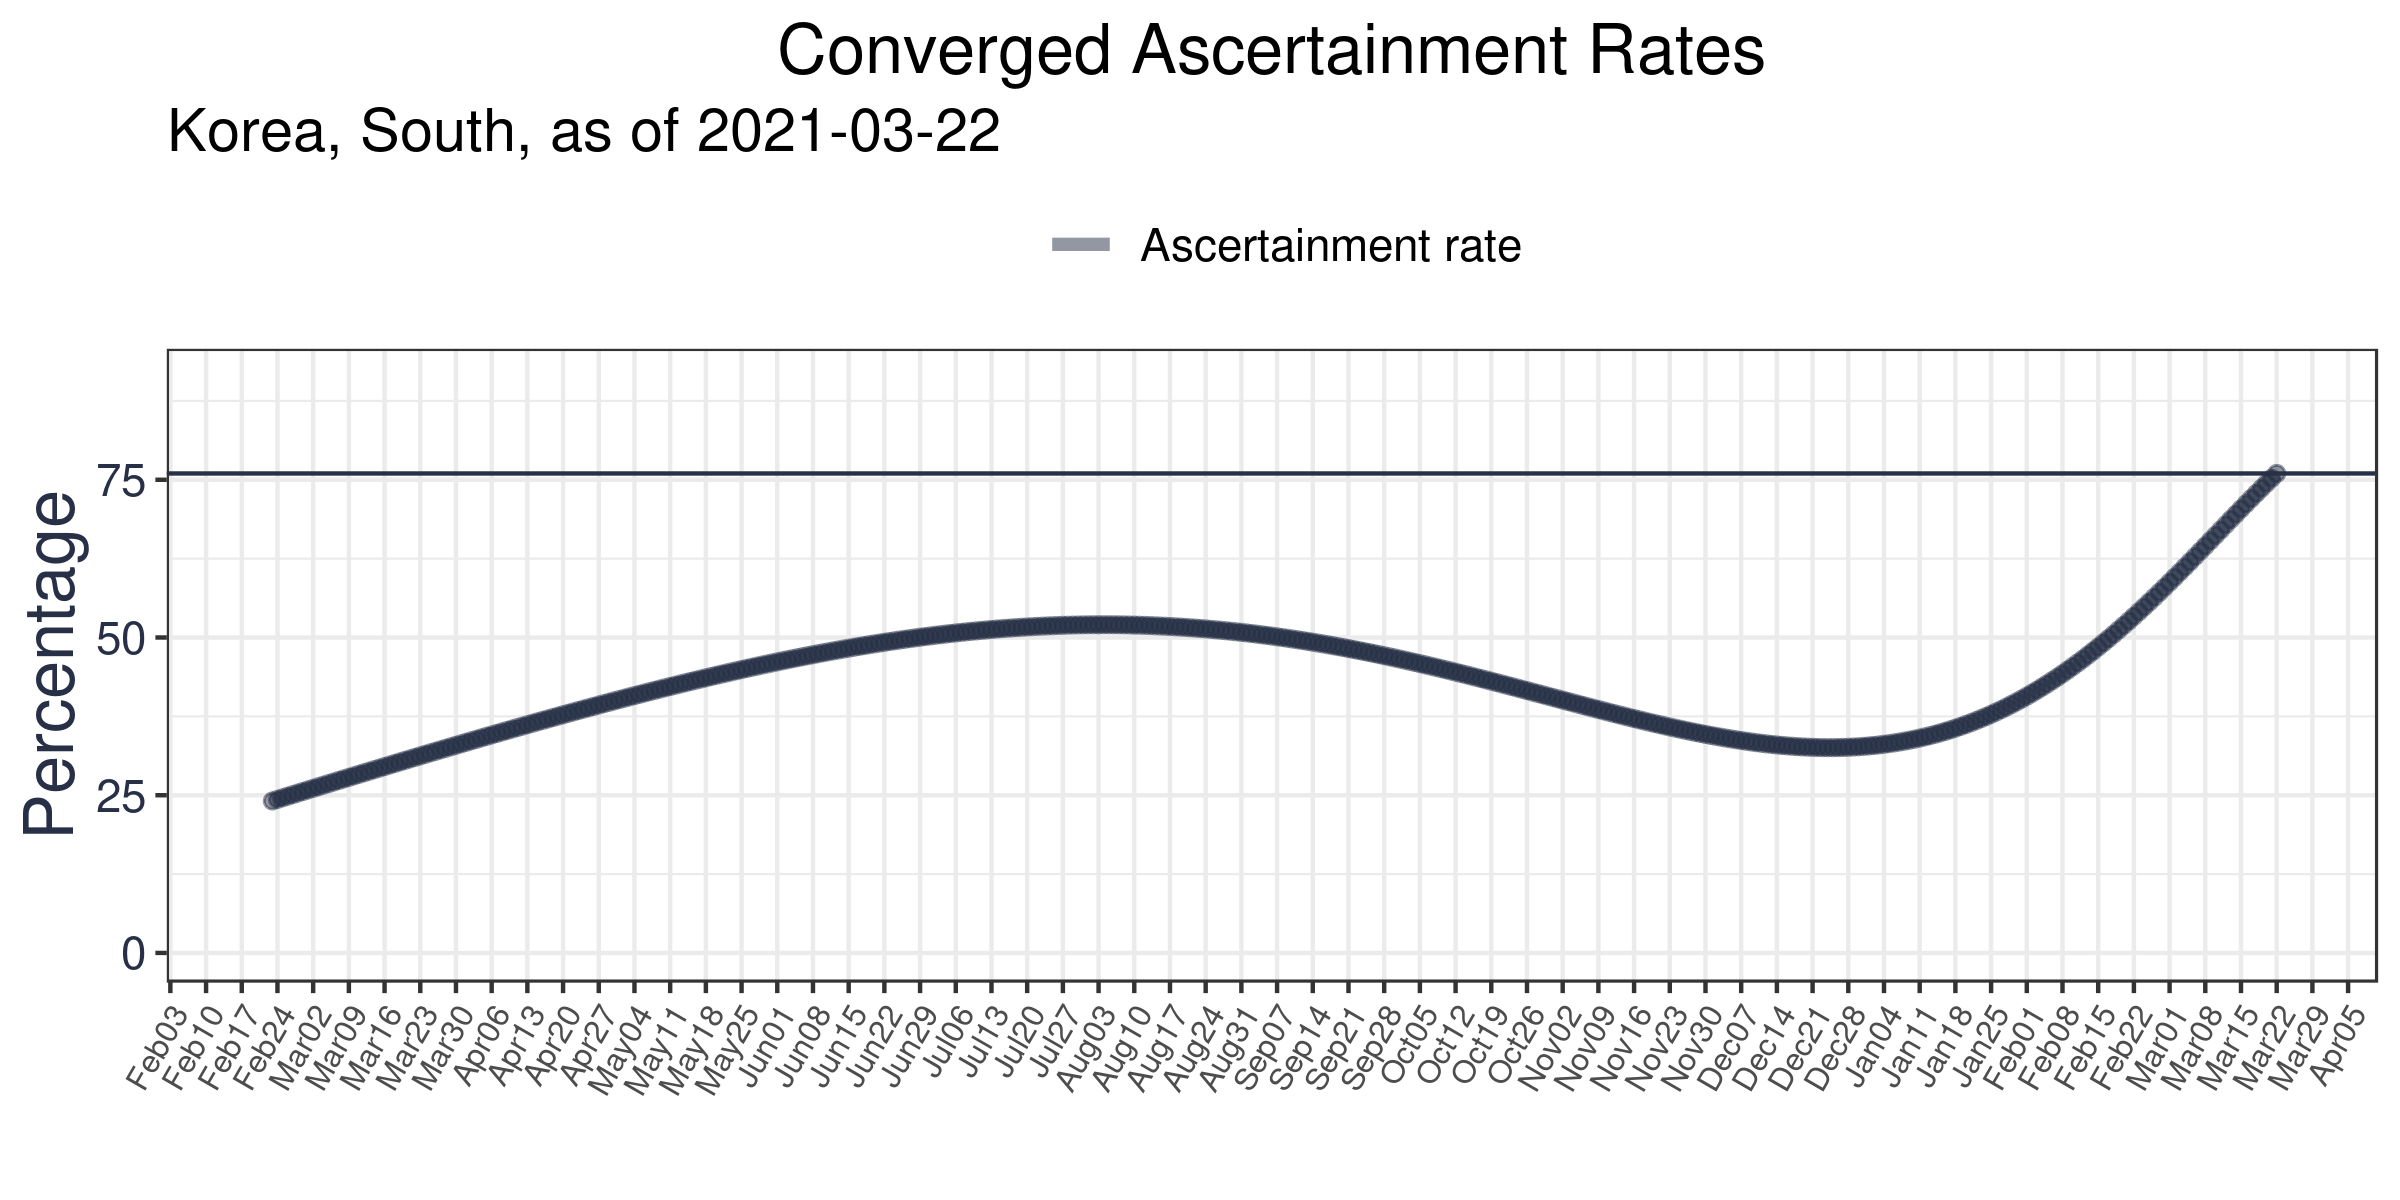 Converged Ascertainment Rates
Korea, South, as of 2021-03-22
Ascertainment rate
Percentage
75
50
25
0
Feb03 Feb10 Feb17 Feb24 Mar02 Mar09 Mar16 Mar23 Mar30 Apr06 Apr13 Apr20 Apr27 May04 May11 May18 May25 Jun01 Jun08 Jun15 Jun22 Jun29 Jul06 Jul13 Jul20 Jul27 Aug03 Aug10 Aug17 Aug24 Aug31 Sep07 Sep14 Sep21 Sep28 Oct05 Oct12 Oct19 Oct26 Nov02 Nov09 Nov16 Nov23 Nov30 Dec07 Dec14 Dec21 Dec28 Jan04 Jan11 Jan18 Jan25 Feb01 Feb08 Feb15 Feb22 Mar01 Mar08 Mar15 Mar22 Mar29 Apr05